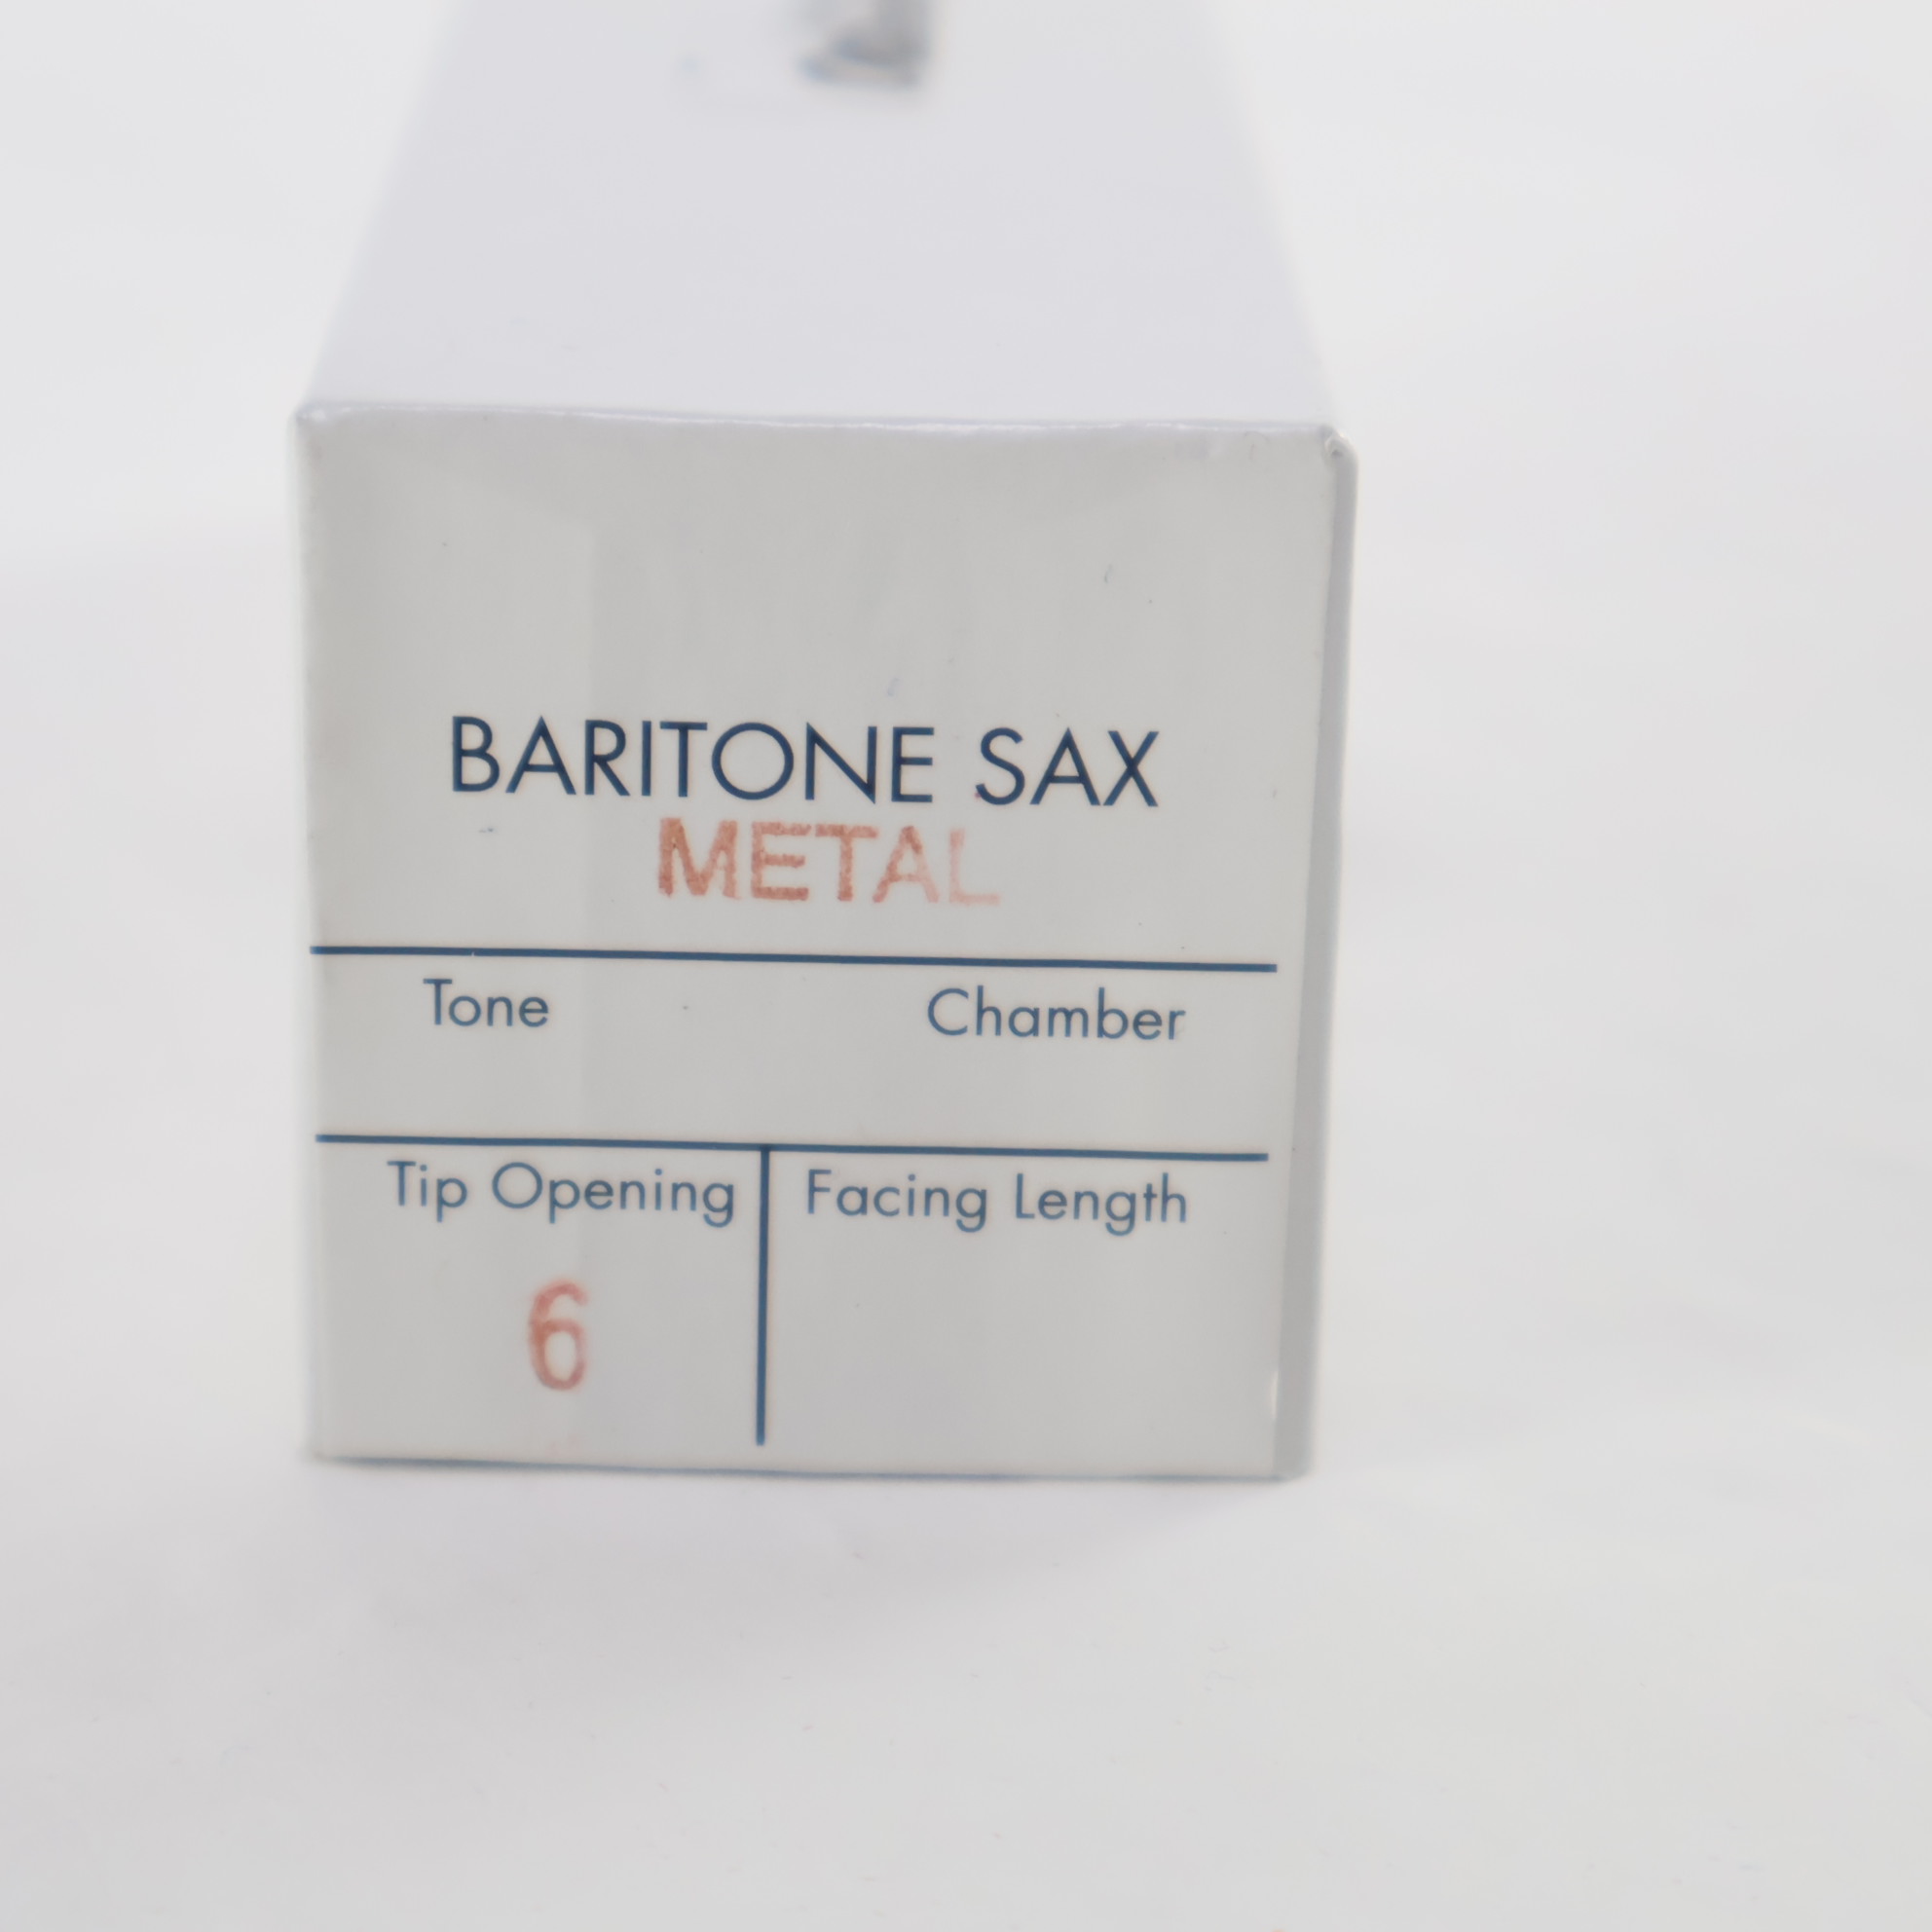 BARITONE SAX
METAL
Tone Chamber
Tip Opening Facing Length
6